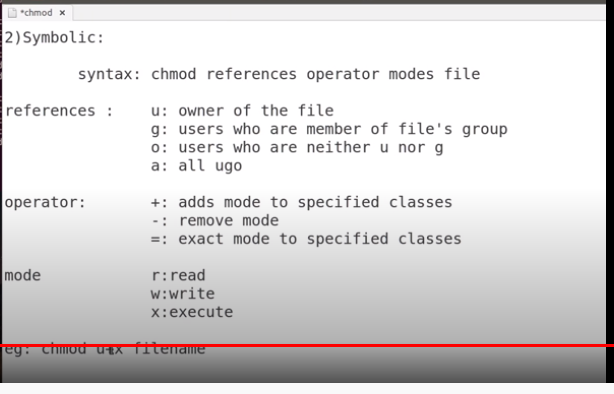 *chmod ×
2)Symbolic:
syntax: chmod references operator modes file
references : u: owner of the file
g: users who are member of file's group
o: users who are neither u nor g
a: all ugo
operator: +: adds mode to specified classes
-: remove mode
=: exact mode to specified classes
mode r:read
w:write
x:execute
eg: chmod filename